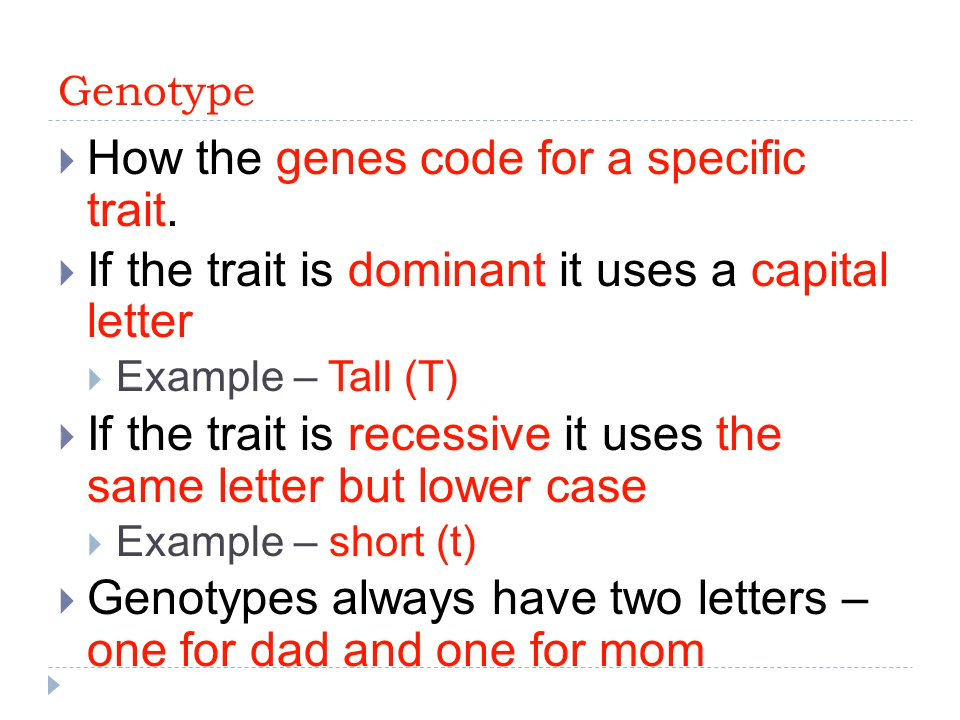 Genotype
How the genes code for a specific
trait.
If the trait is dominant it uses a capital
letter
Example – Tall (T)
If the trait is recessive it uses the
same letter but lower case
Example – short (t)
Genotypes always have two letters –
one for dad and one for mom